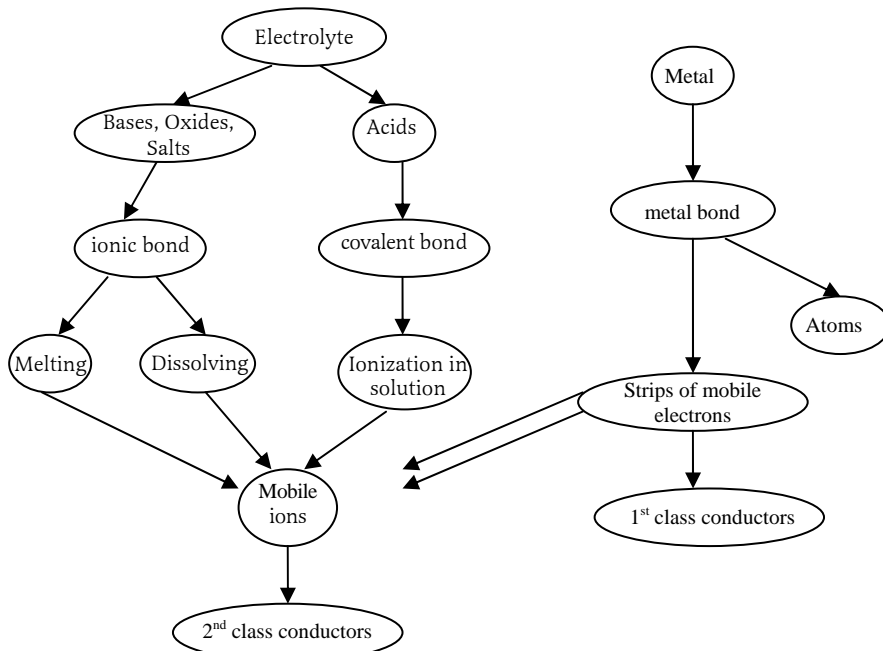 Electrolyte
Metal
Bases, Oxides,
Salts
Acids
metal bond
ionic bond
covalent bond
Atoms
Melting
Dissolving
Ionization in
solution
Strips of mobile
electrons
Mobile
ions
1st class conductors
2nd class conductors